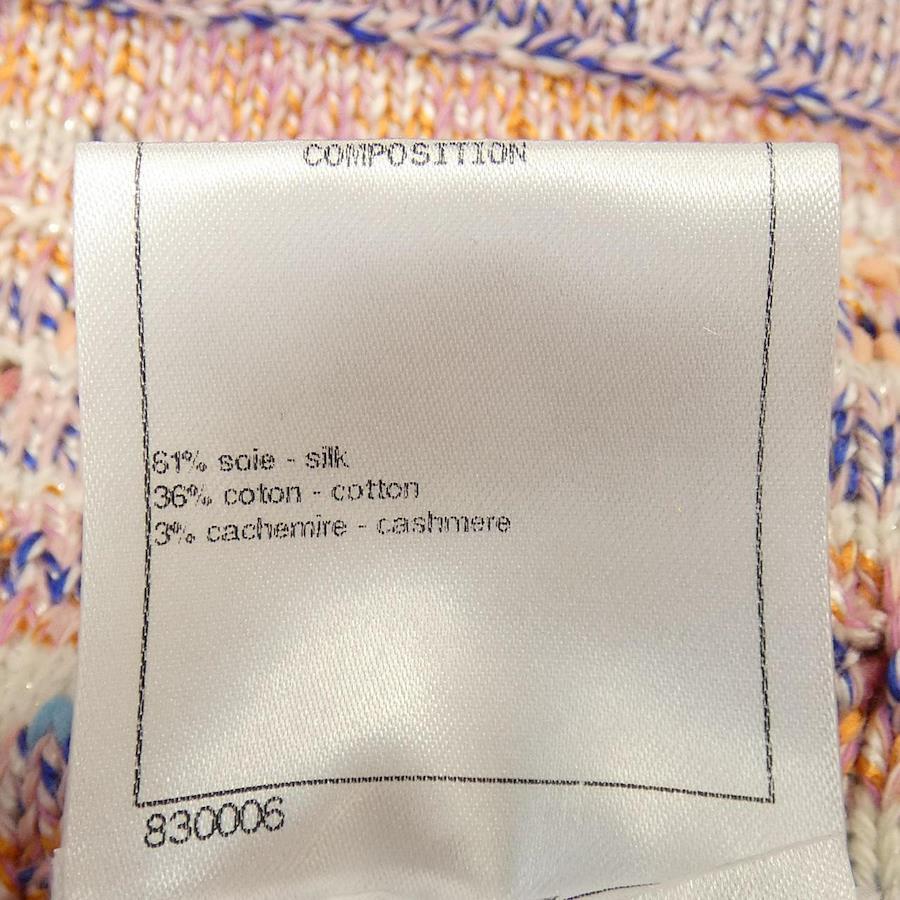 COMPOSITION
61% soie - silk
36% coton - cotton
3% cachemire - cashmere
830006